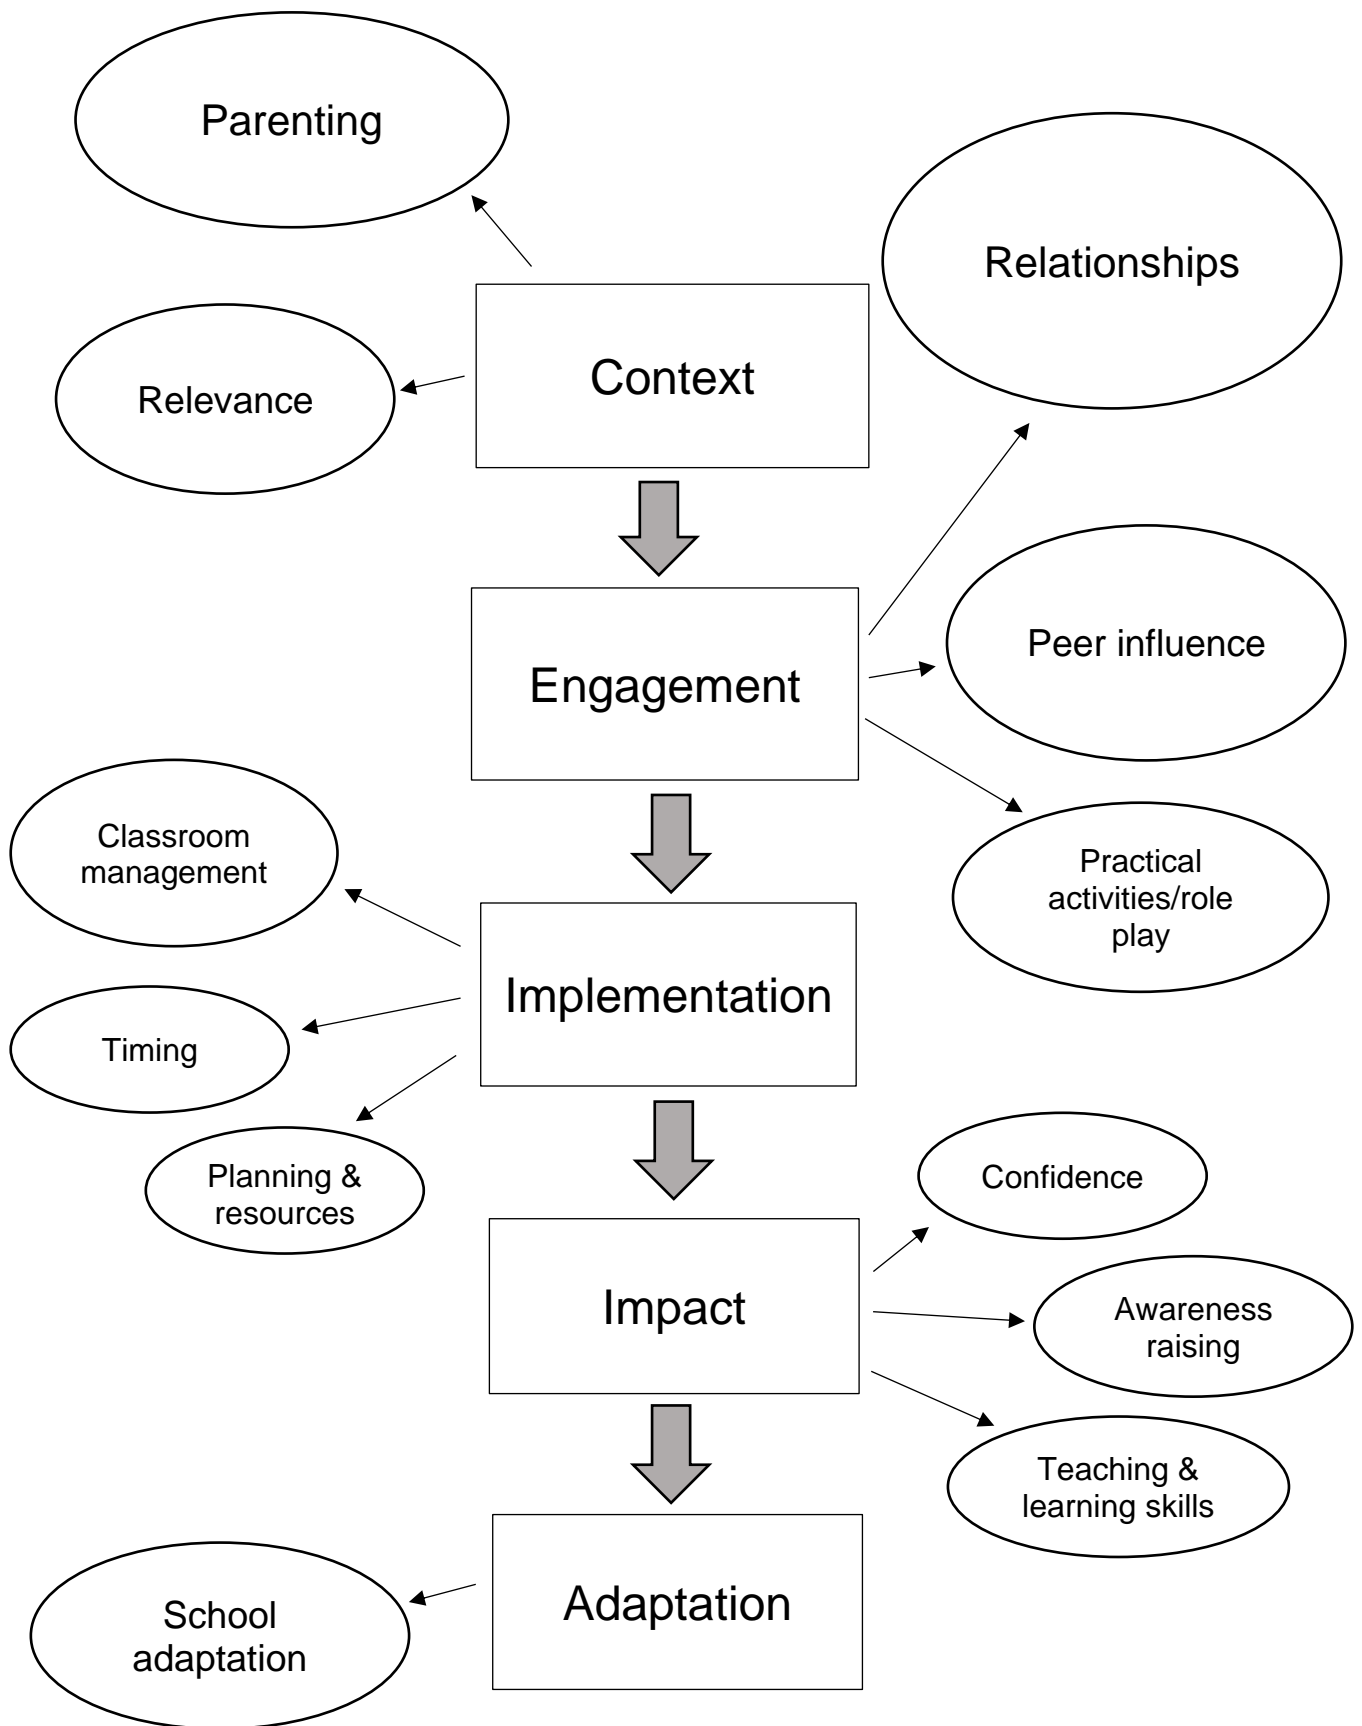 Parenting
Relationships
Context
Relevance
Peer influence
Engagement
Classroom
management
Practical
activities/role
play
Implementation
Timing
Planning &
resources
Confidence
Impact
Awareness
raising
Teaching &
learning skills
Adaptation
School
adaptation